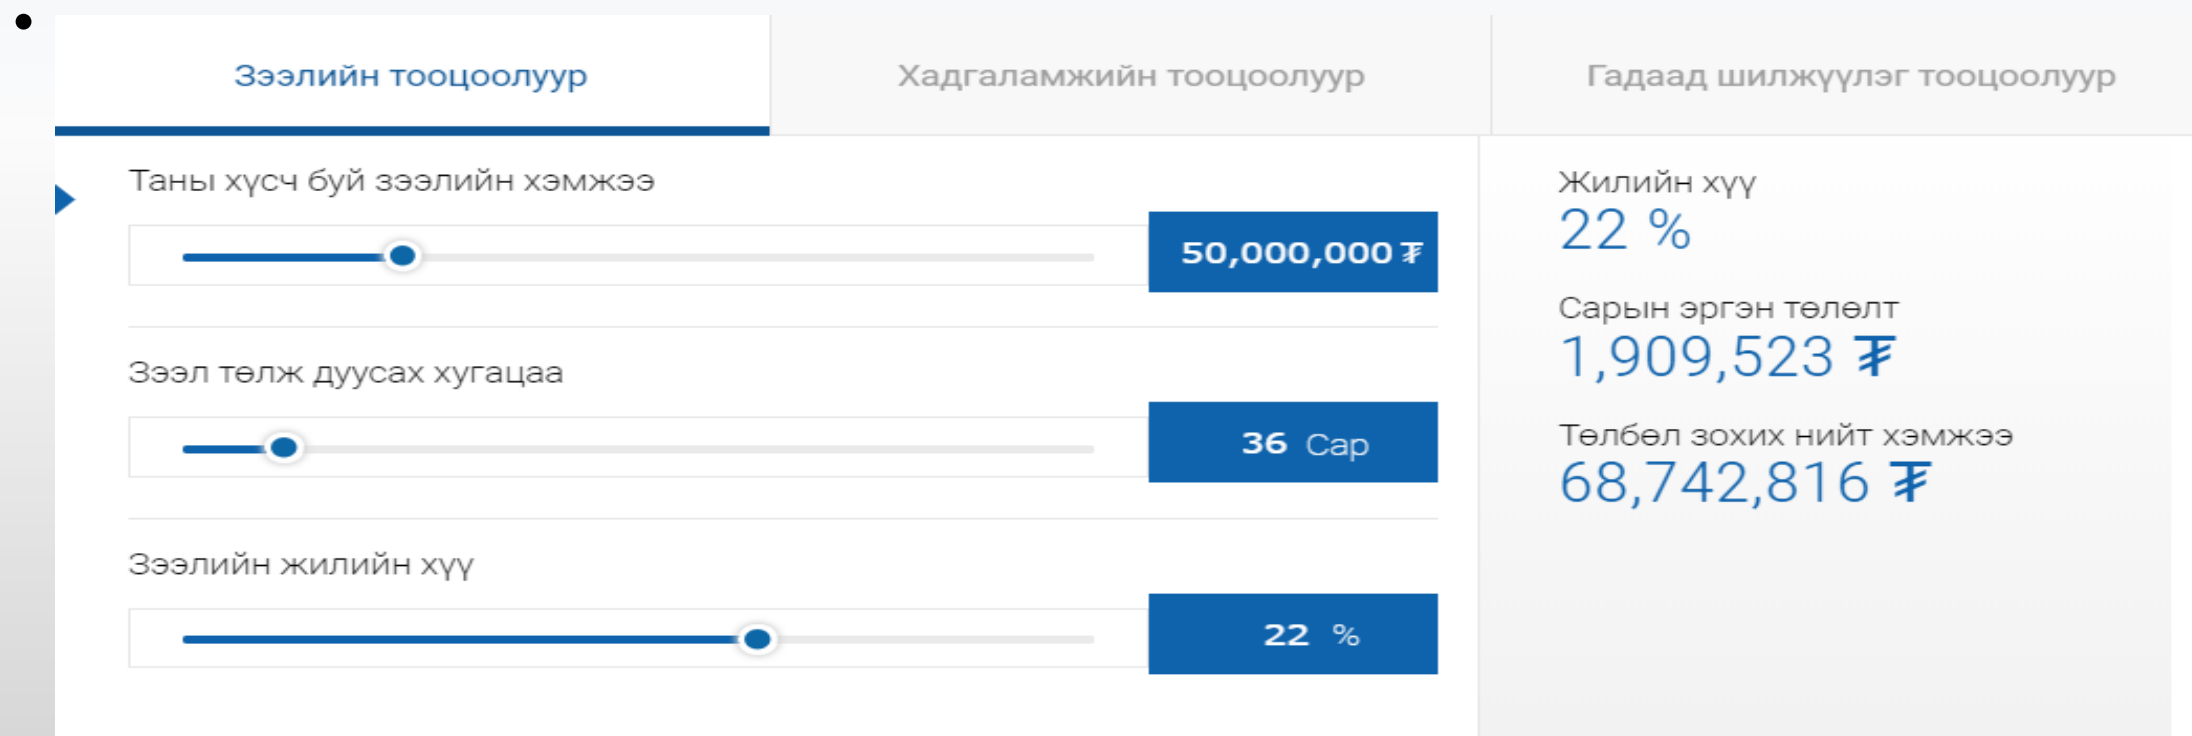 Зээлийн тооцоолуур
Хадгаламжийн тооцоолуур
Гадаад шилжүүлэг тооцоолуур
Таны хүсч буй зээлийн хэмжээ
50,000,000 ₮
Зээл төлж дуусах хугацаа
36 Сар
Зээлийн жилийн хүү
22 %
Жилийн хүү
22 %
Сарын эргэн төлөлт
1,909,523 ₮
Төлбөл зохих нийт хэмжээ
68,742,816 ₮